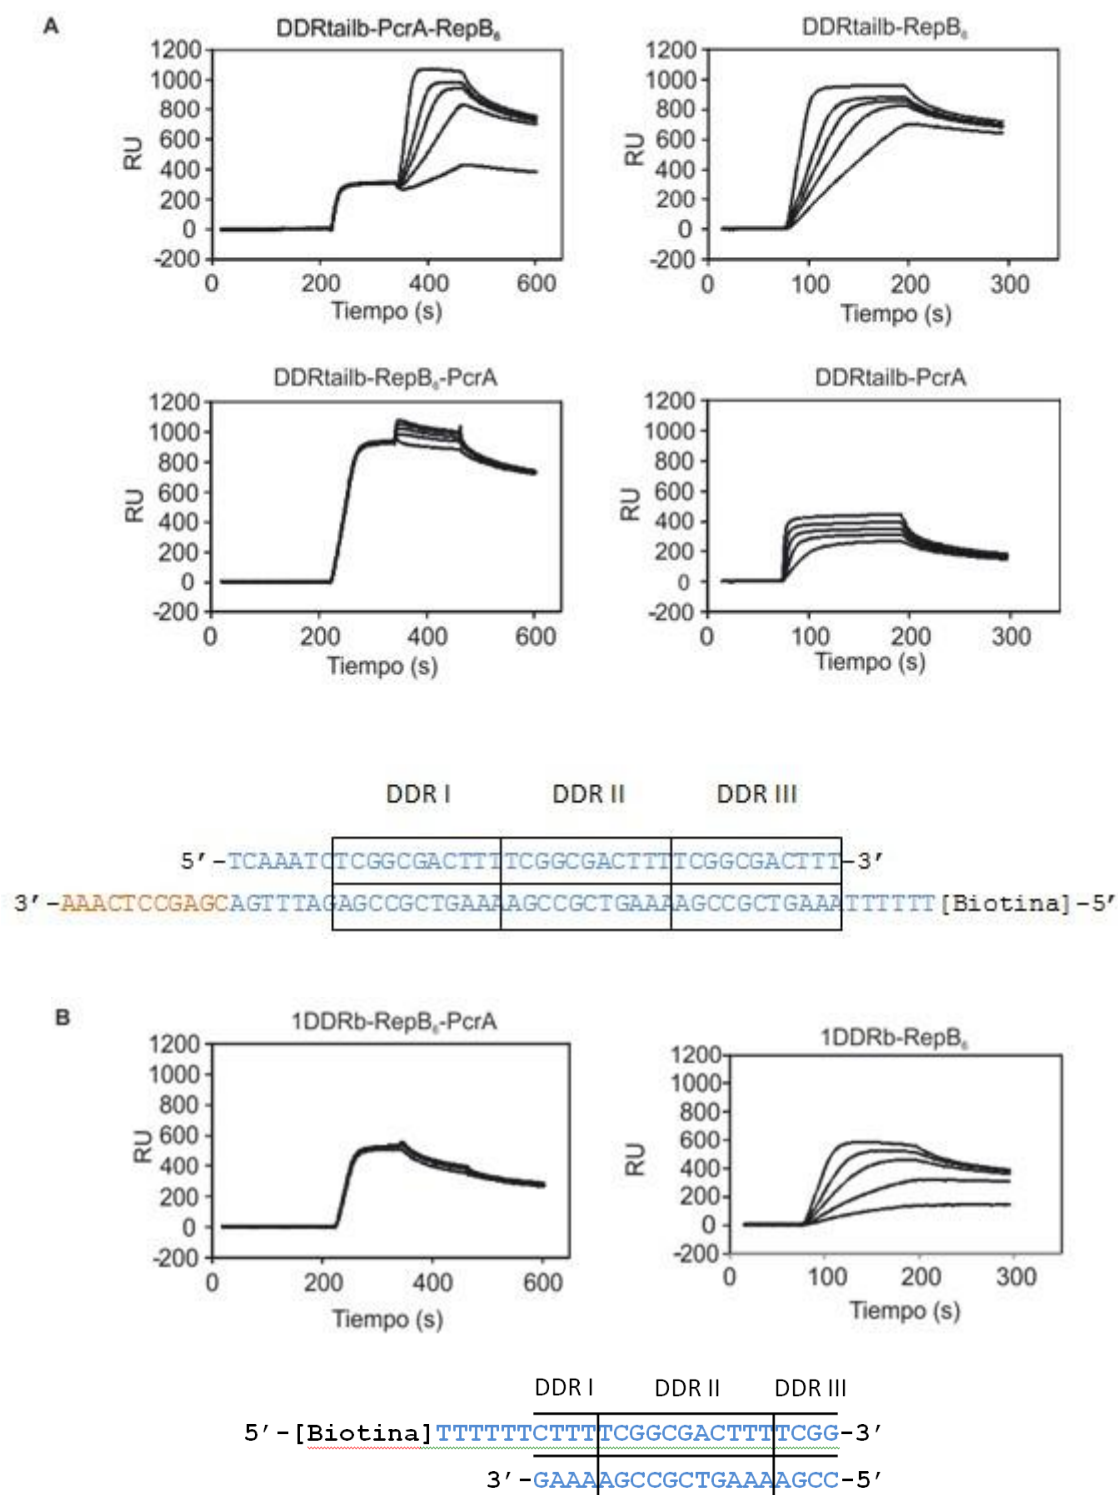 A
DDRtailb-PcrA-RepB₆
1200
1000
800
600
400
200
0
-200
RU
0 200 400 600
Tiempo (s)
DDRtailb-RepB₆
1200
1000
800
600
400
200
0
-200
RU
0 100 200 300
Tiempo (s)
DDRtailb-RepB₆-PcrA
1200
1000
800
600
400
200
0
-200
RU
0 200 400 600
Tiempo (s)
DDRtailb-PcrA
1200
1000
800
600
400
200
0
-200
RU
0 100 200 300
Tiempo (s)
DDR I DDR II DDR III
5’-TCAAATCTCGGCGACTTTTCGGCGACTTTTCGGCGACTTT-3’
3’-AAACTCCGAGCAGTTTAGAGCCGCTGAAAAGCCGCTGAAAAGCCGCTGAAATTTTTT[Biotina]-5’
B
1DDRb-RepB₆-PcrA
1200
1000
800
600
400
200
0
-200
RU
0 200 400 600
Tiempo (s)
1DDRb-RepB₆
1200
1000
800
600
400
200
0
-200
RU
0 100 200 300
Tiempo (s)
DDR I DDR II DDR III
5’-[Biotina]TTTTTTCTTTTCGGCGACTTTTCGG-3’
3’-GAAAAGCCGCTGAAAAGCC-5’